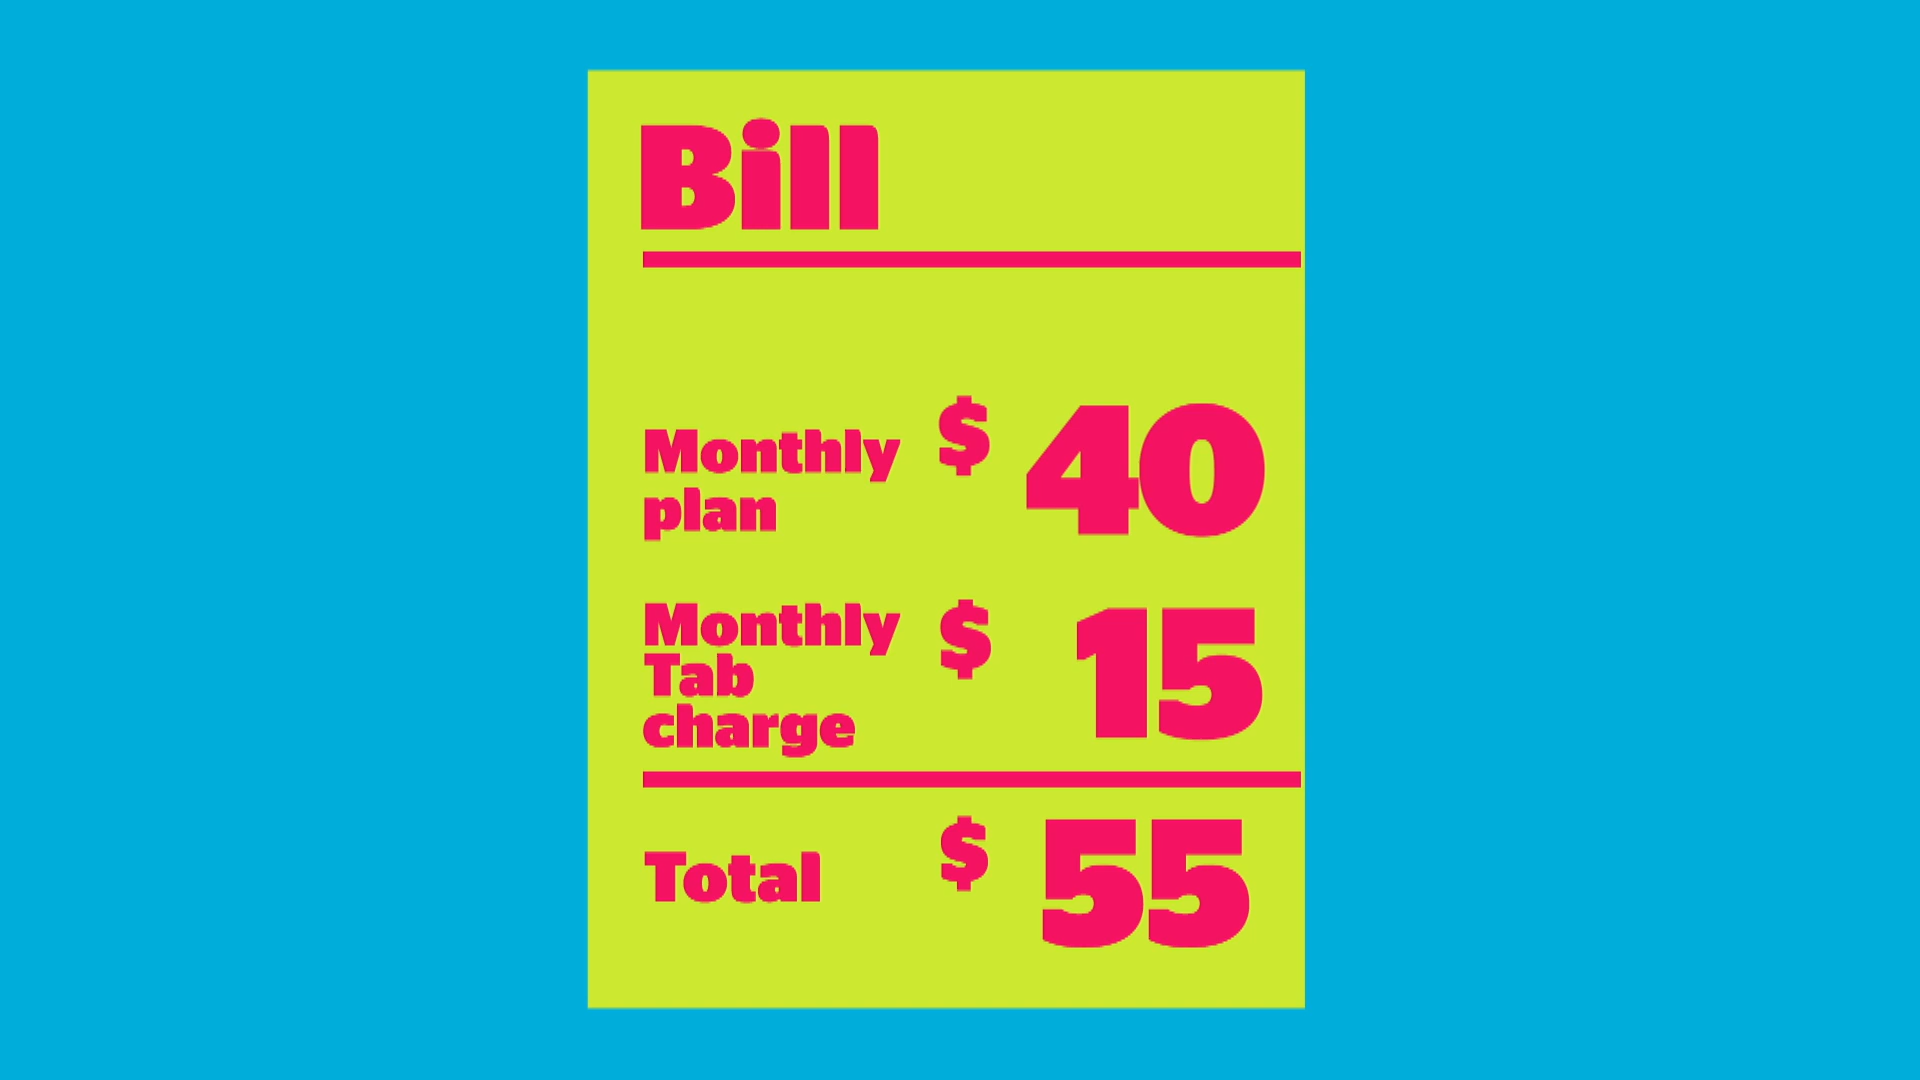 Bill
Monthly $ 40
plan
Monthly $ 15
Tab
charge
Total $ 55